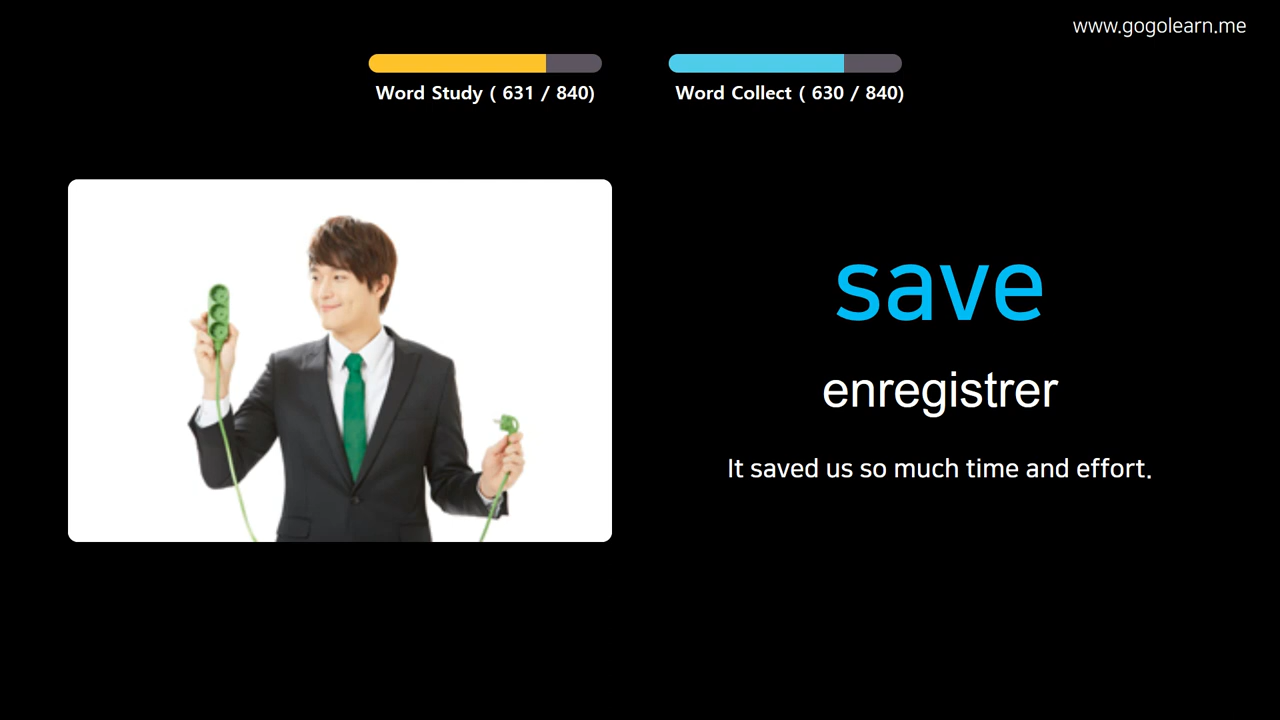 www.gogolearn.me
Word Study ( 631 / 840)
Word Collect ( 630 / 840)
save
enregistrer
It saved us so much time and effort.